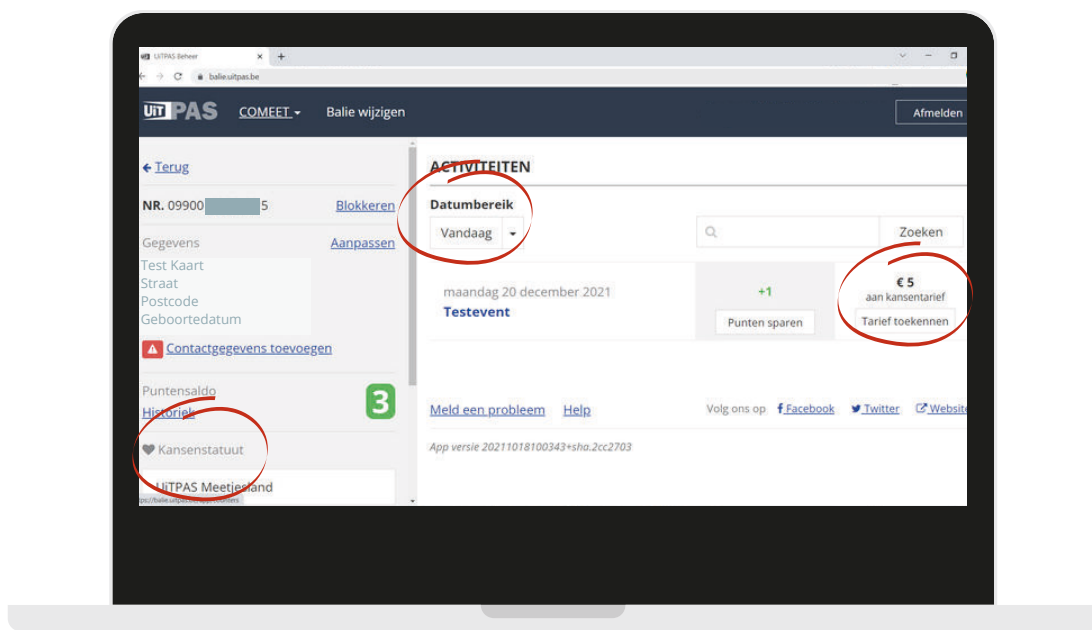 UiTPAS Beheer
balie.uitpas.be
UiT PAS COMEET Balie wijzigen Afmelden
Terug
NR. 09900 5 Blokkeren
Gegevens Aanpassen
Test Kaart
Straat
Postcode
Geboortedatum
Contactgegevens toevoegen
Puntensaldo
Historiek
3
Kansenstatuut
UiTPAS Meetjesland
ACTIVITEITEN
Datumbereik
Vandaag
Zoeken
maandag 20 december 2021
Testevent
+1
Punten sparen
€ 5
aan kansentarief
Tarief toekennen
Meld een probleem Help
Volg ons op Facebook Twitter Website
App versie 20211018100343+sha.2cc2703